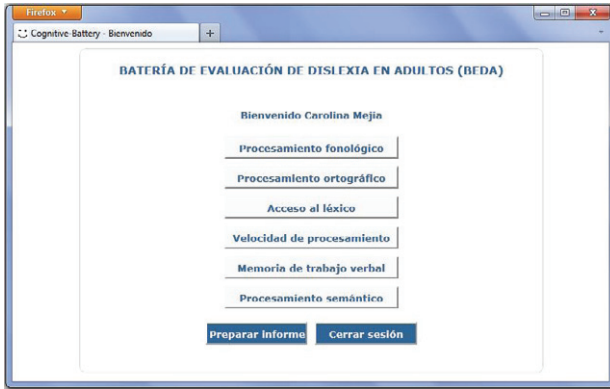 Firefox
Cognitive-Battery - Bienvenido
BATERÍA DE EVALUACIÓN DE DISLEXIA EN ADULTOS (BEDA)
Bienvenido Carolina Mejía
Procesamiento fonológico
Procesamiento ortográfico
Acceso al léxico
Velocidad de procesamiento
Memoria de trabajo verbal
Procesamiento semántico
Preparar informe Cerrar sesión